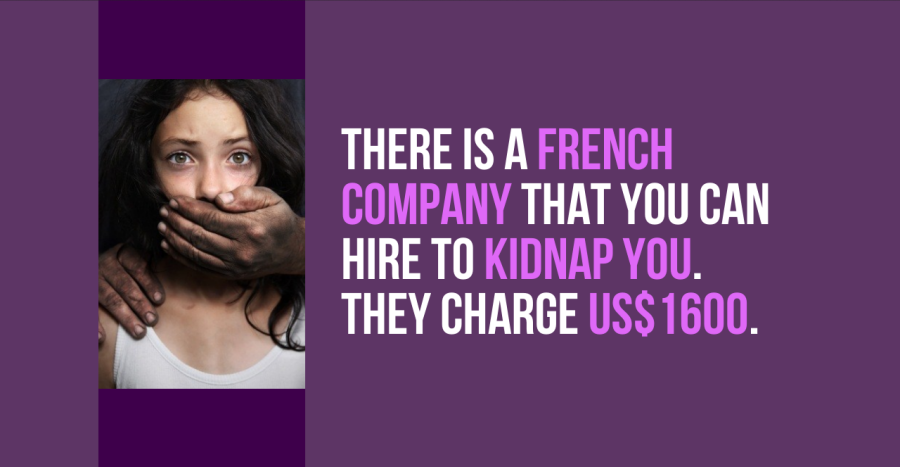 THERE IS A FRENCH
COMPANY THAT YOU CAN
HIRE TO KIDNAP YOU.
THEY CHARGE US$1600.